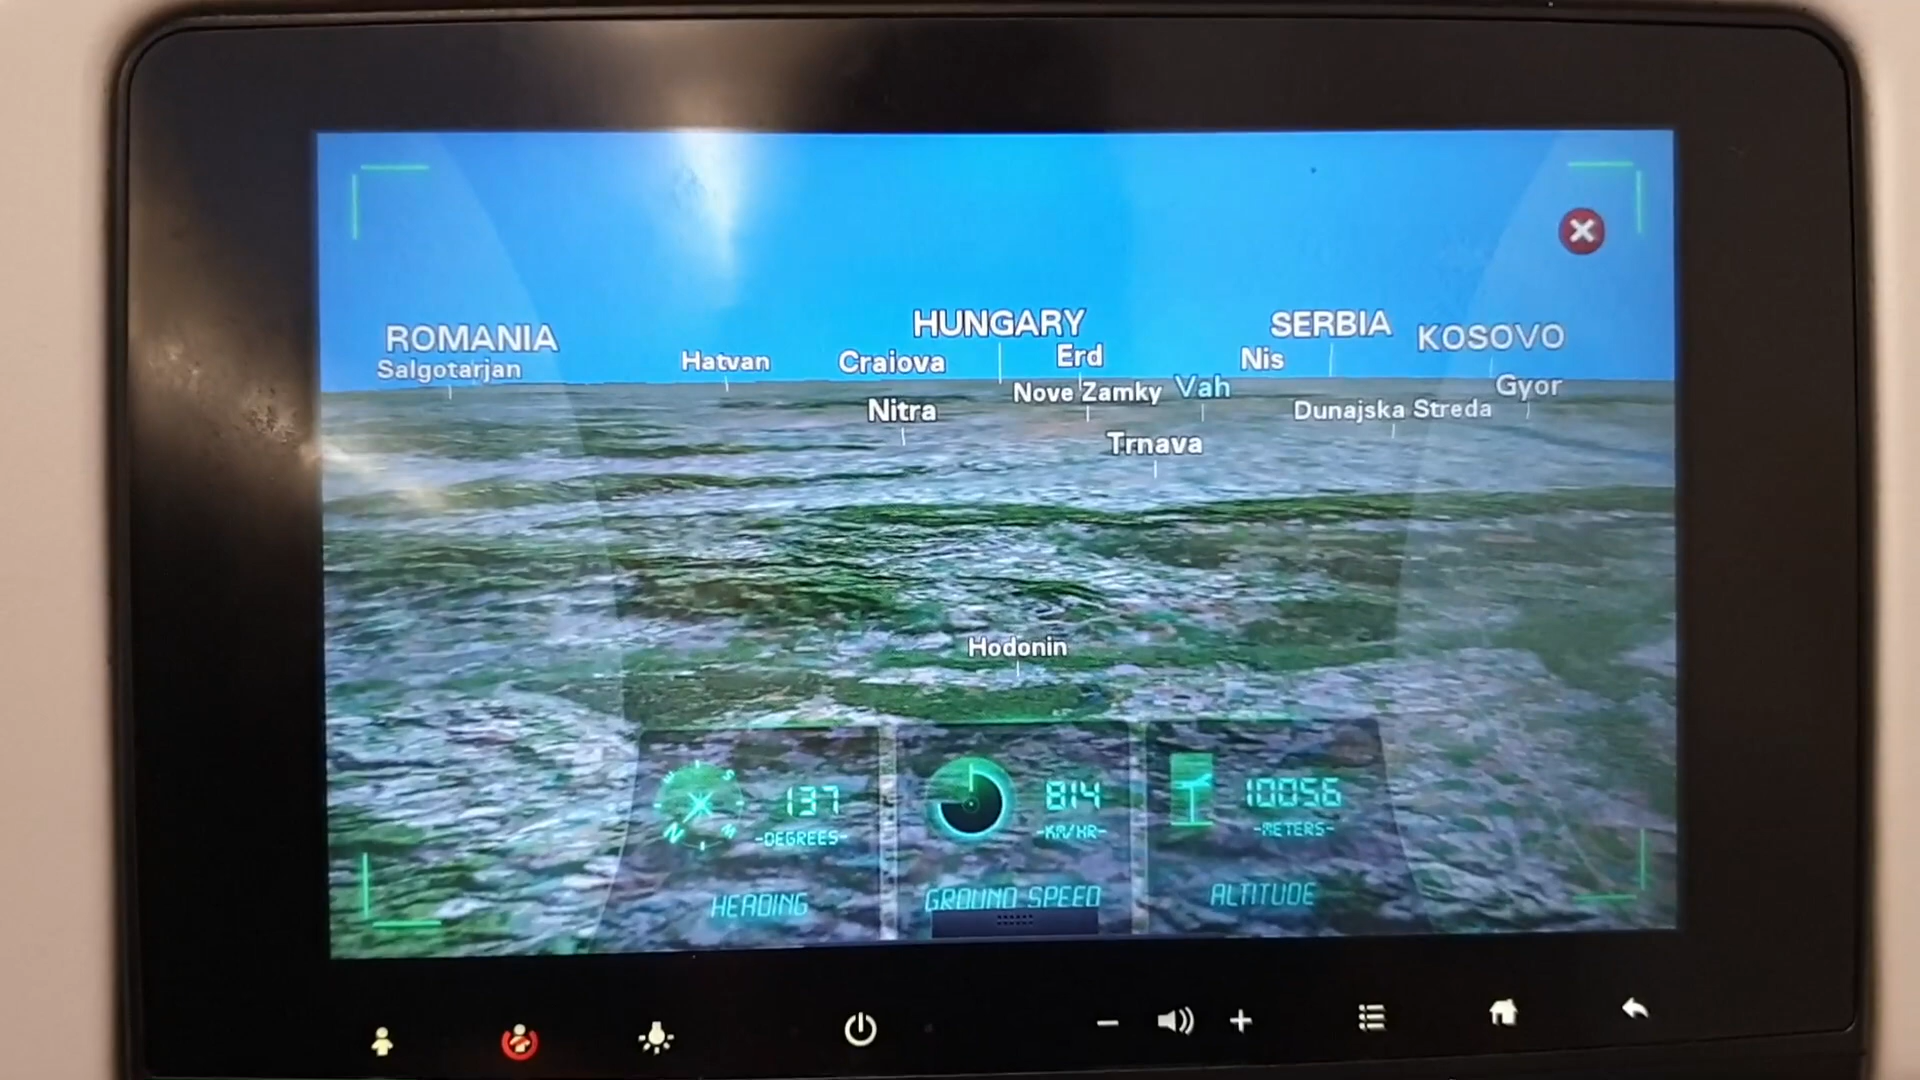 HUNGARY
SERBIA
KOSOVO
ROMANIA
Salgotarjan
Hatvan
Craiova
Erd
Nis
Nove Zamky
Vah
Gyor
Nitra
Dunajska Streda
Trnava
Hodonin
E
S
N
W
137
-DEGREES-
HEADING
814
-KM/HR-
GROUND SPEED
10056
-METERS-
ALTITUDE